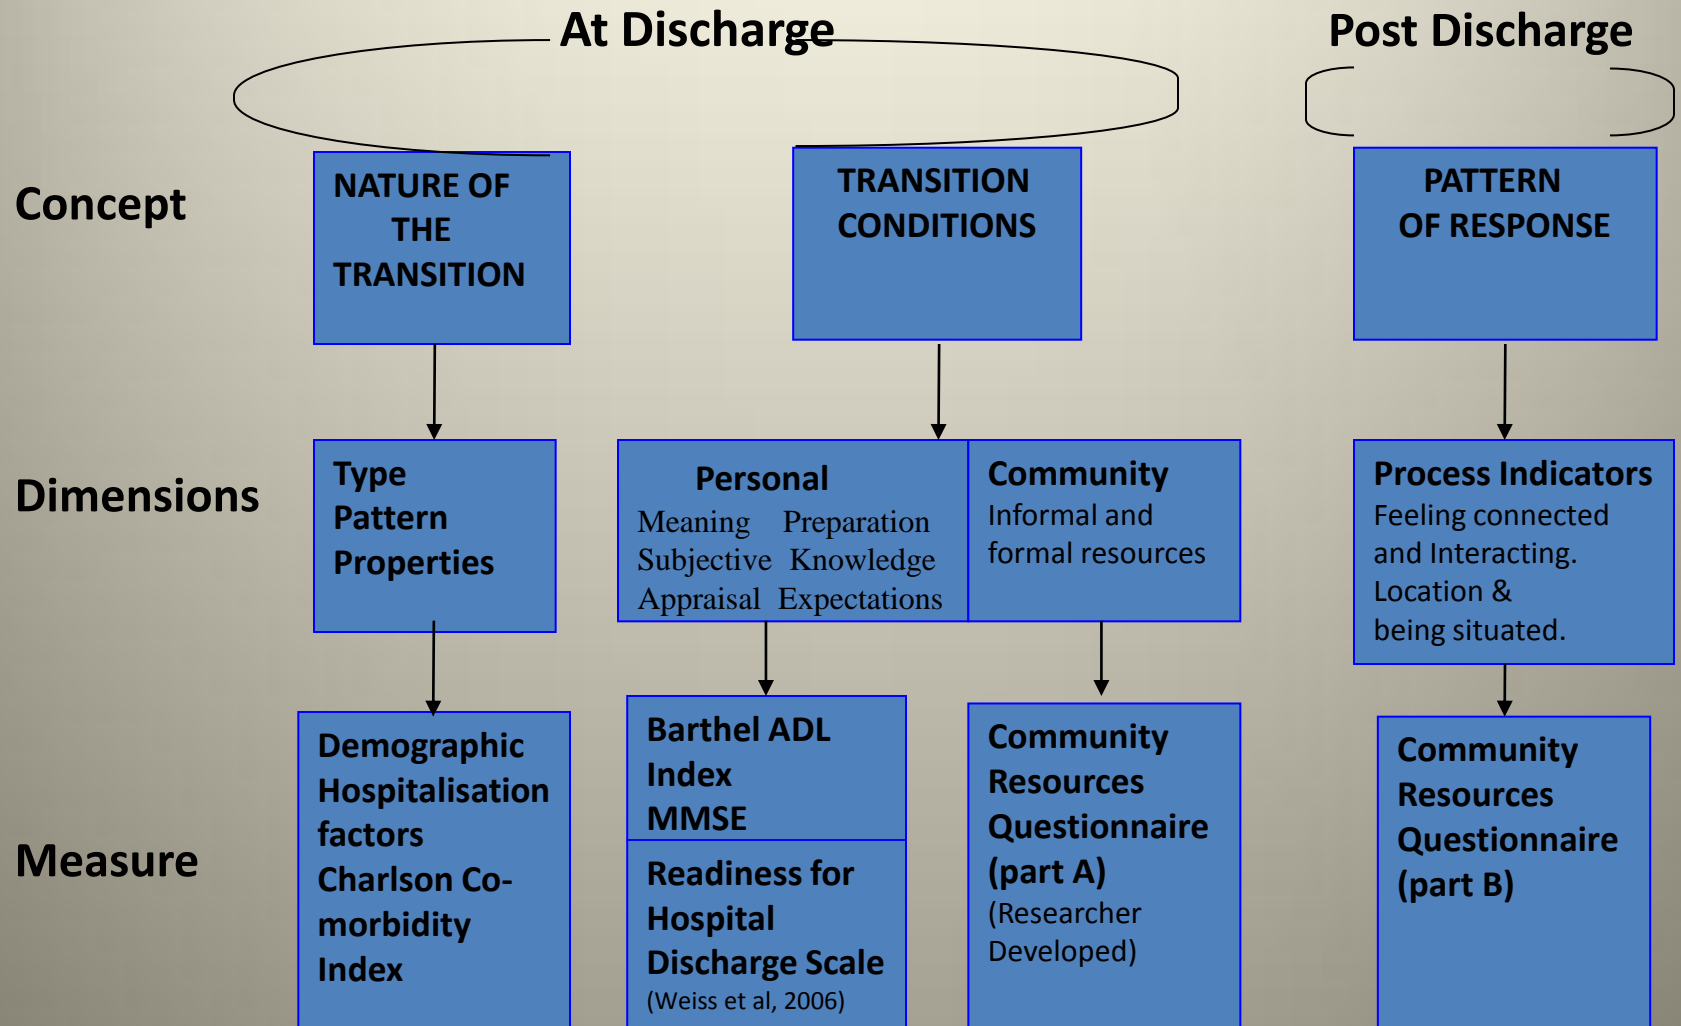 At Discharge
Post Discharge
Concept
NATURE OF
THE
TRANSITION
TRANSITION
CONDITIONS
PATTERN
OF RESPONSE
Dimensions
Type
Pattern
Properties
Personal
Meaning Preparation
Subjective Knowledge
Appraisal Expectations
Community
Informal and
formal resources
Process Indicators
Feeling connected
and Interacting.
Location &
being situated.
Measure
Demographic
Hospitalisation
factors
Charlson Co-
morbidity
Index
Barthel ADL
Index
MMSE
Readiness for
Hospital
Discharge Scale
(Weiss et al, 2006)
Community
Resources
Questionnaire
(part A)
(Researcher
Developed)
Community
Resources
Questionnaire
(part B)